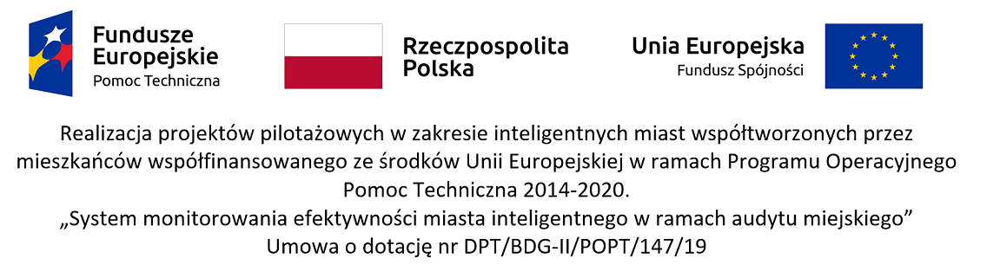 Fundusze
Europejskie
Pomoc Techniczna
Rzeczpospolita
Polska
Unia Europejska
Fundusz Spójności
Realizacja projektów pilotażowych w zakresie inteligentnych miast współtworzonych przez
mieszkańców współfinansowanego ze środków Unii Europejskiej w ramach Programu Operacyjnego
Pomoc Techniczna 2014-2020.
„System monitorowania efektywności miasta inteligentnego w ramach audytu miejskiego”
Umowa o dotację nr DPT/BDG-II/POPT/147/19